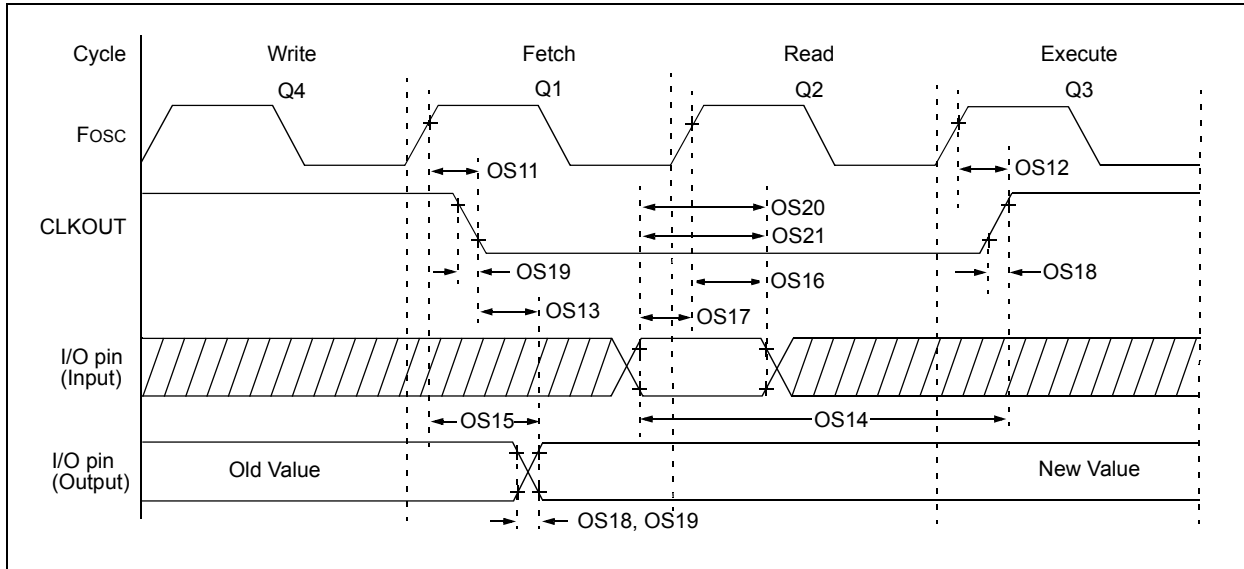 Cycle Write Fetch Read Execute
Q4 Q1 Q2 Q3
Fosc
OS11 OS12
OS20
CLKOUT OS21
OS19 OS16 OS18
OS13 OS17
I/O pin
(Input)
OS15 OS14
I/O pin
(Output) Old Value New Value
OS18, OS19